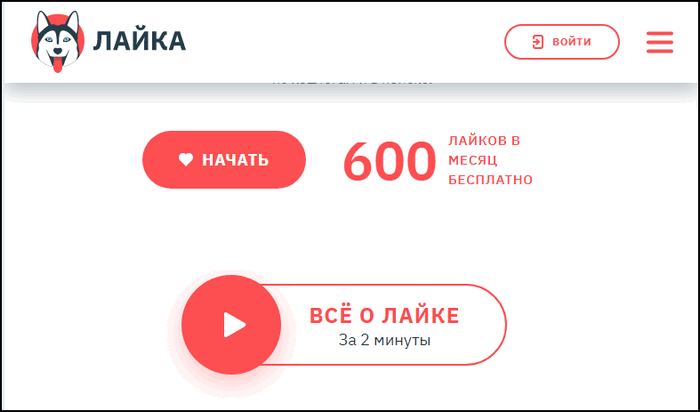 ЛАЙКА
ВОЙТИ
НАЧАТЬ
600
ЛАЙКОВ В
МЕСЯЦ
БЕСПЛАТНО
ВСЁ О ЛАЙКЕ
За 2 минуты